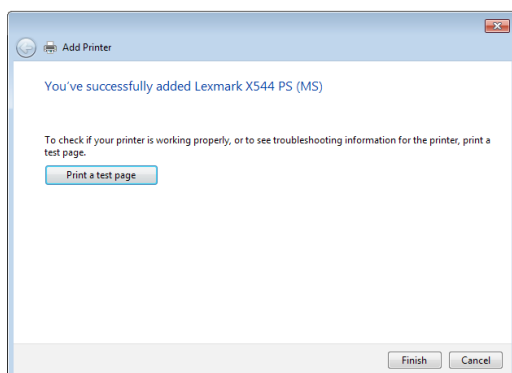 Add Printer
You've successfully added Lexmark X544 PS (MS)
To check if your printer is working properly, or to see troubleshooting information for the printer, print a
test page.
Print a test page
Finish
Cancel